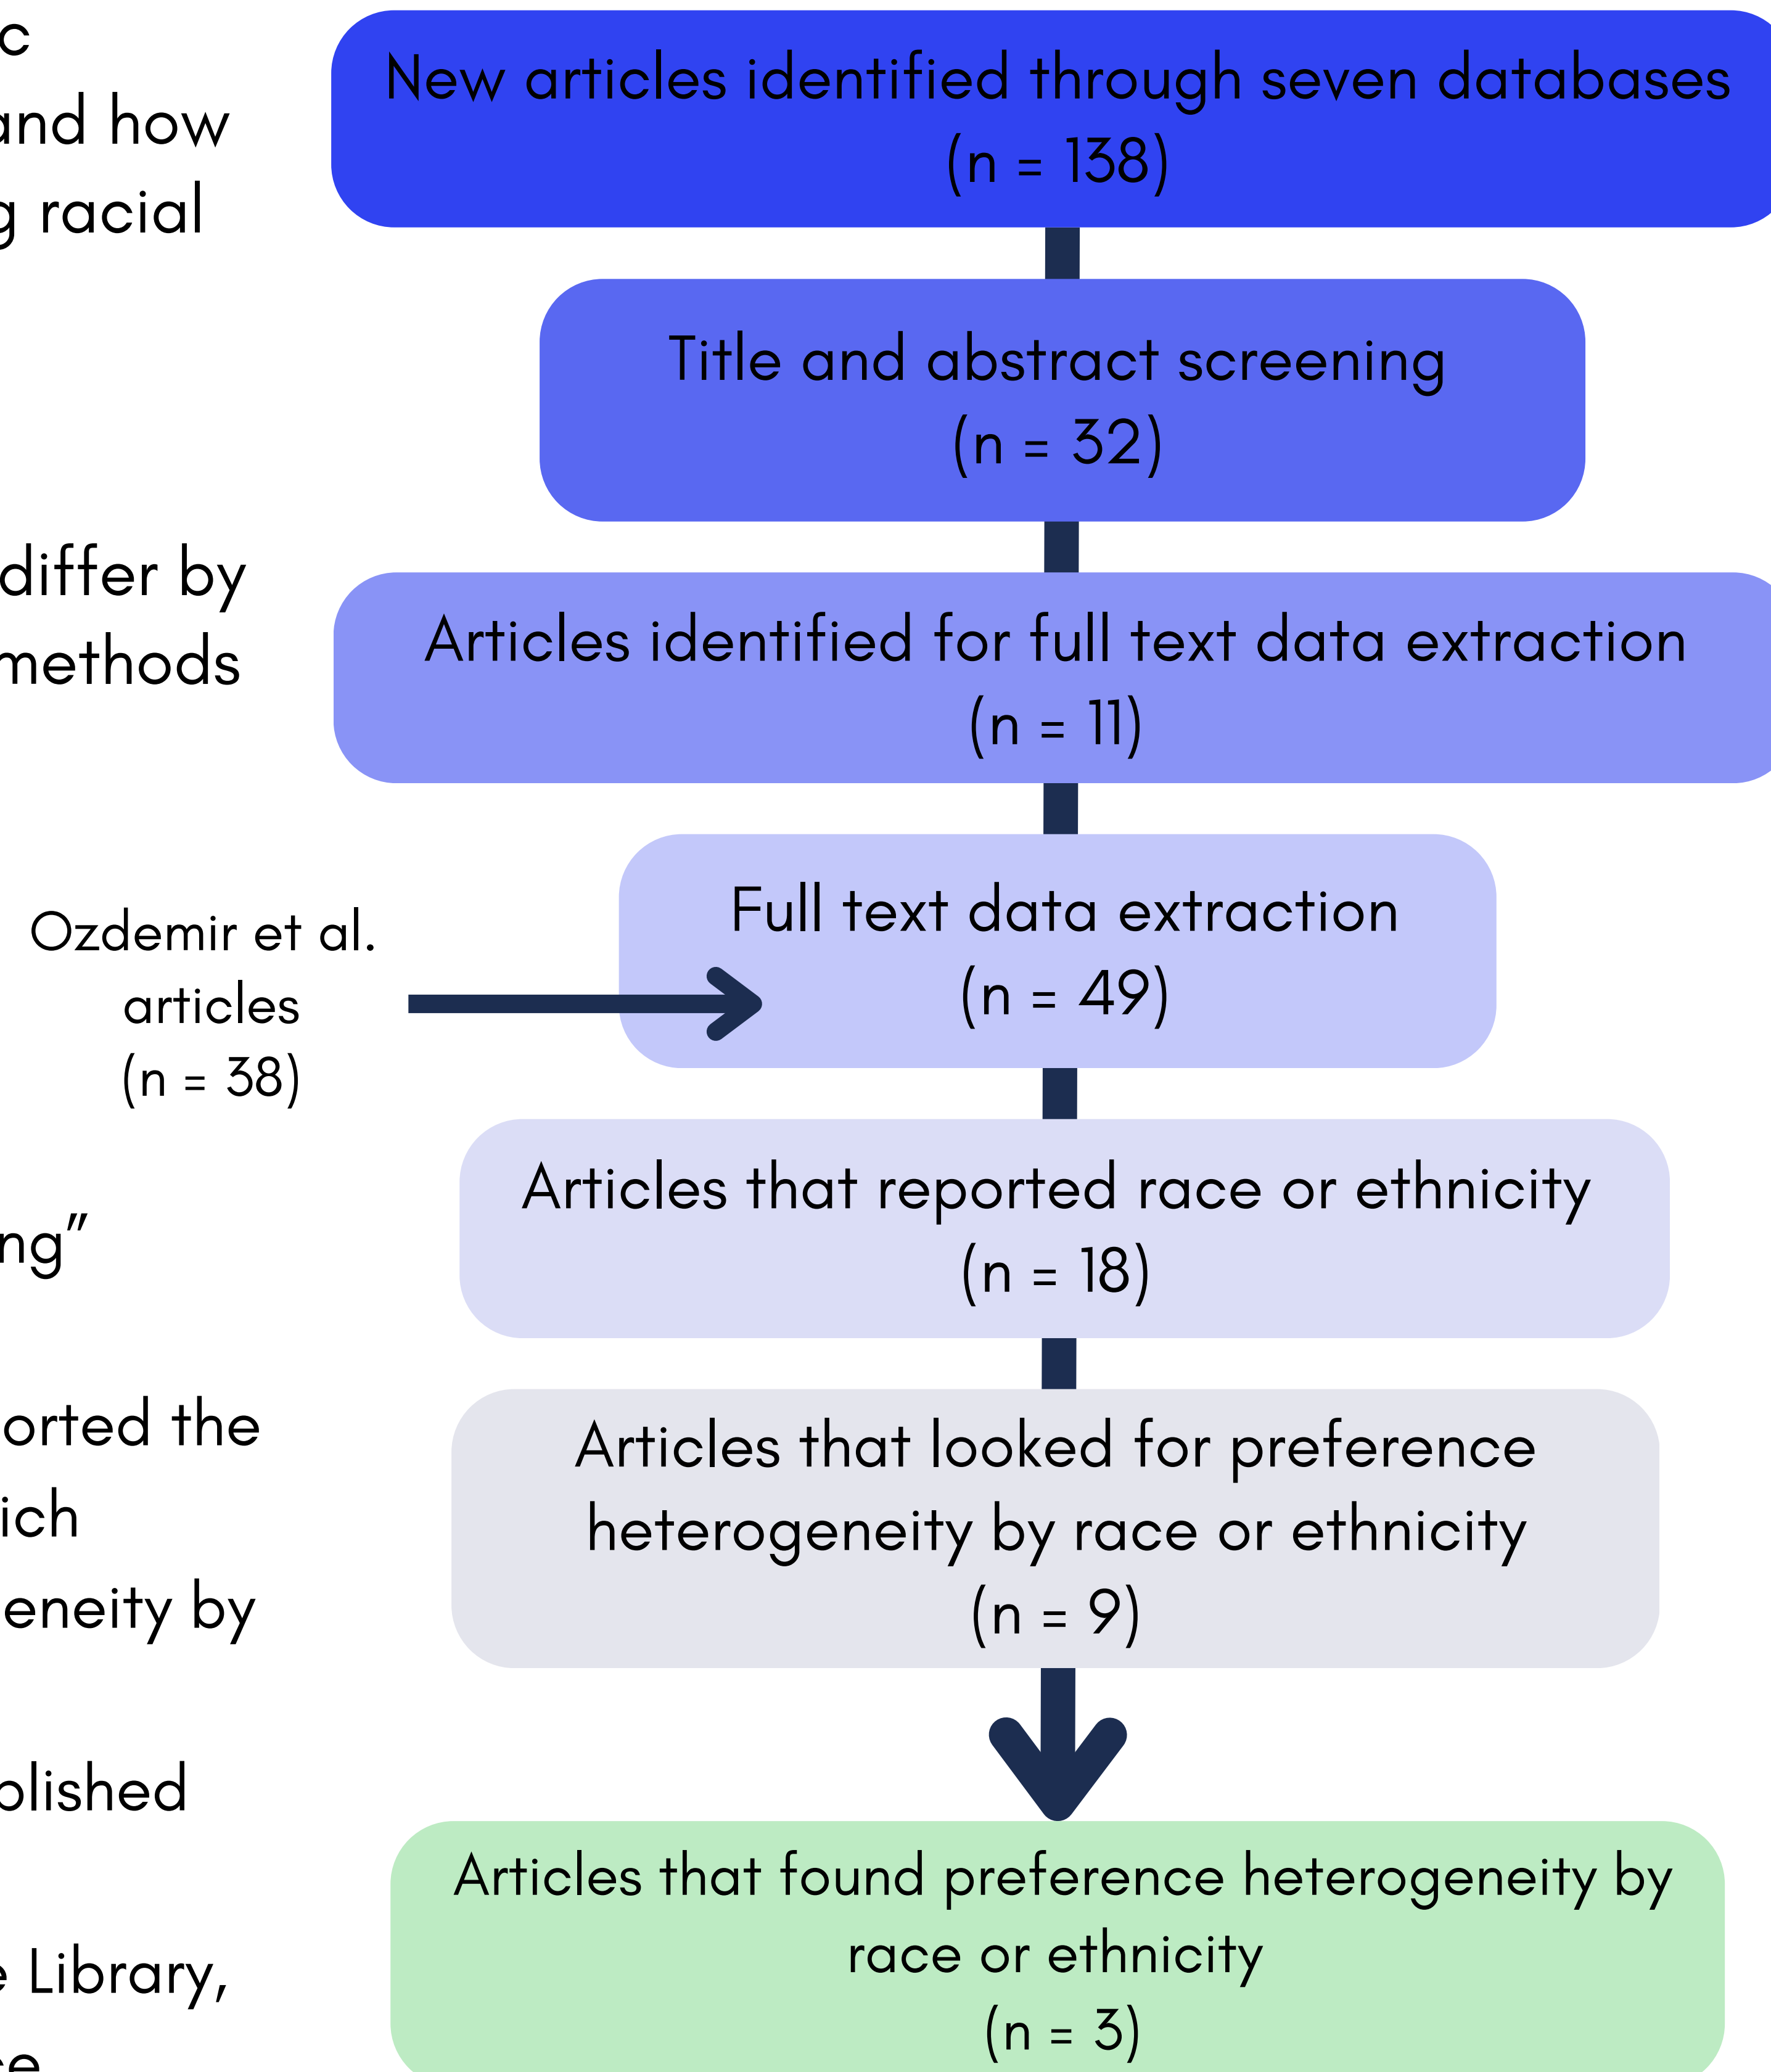 c
and how
g racial
differ by
methods
ng”
orted the
ich
eneity by
blished
e Library,
ce
New articles identified through seven databases
(n = 138)
Title and abstract screening
(n = 32)
Articles identified for full text data extraction
(n = 11)
Ozdemir et al.
articles
(n = 38)
Full text data extraction
(n = 49)
Articles that reported race or ethnicity
(n = 18)
Articles that looked for preference
heterogeneity by race or ethnicity
(n = 9)
Articles that found preference heterogeneity by
race or ethnicity
(n = 3)